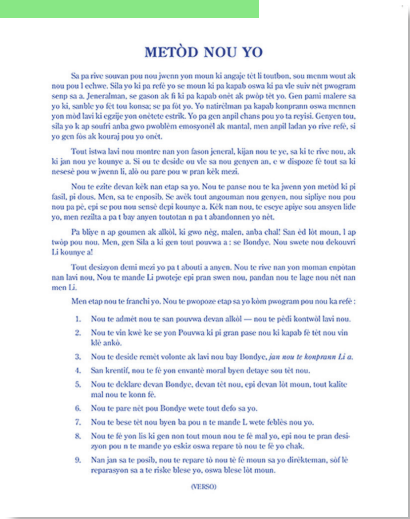 METÒD NOU YO
Sa pa rive souvan pou nou jwenn yon moun ki angaje tèt li toutbon, sou menm wout ak
nou pou l echwe. Sila yo ki pa refè yo se moun ki pa kapab oswa ki pa vle suiv nèt pwogram
senp sa a. Jeneralman, se gason ak fi ki pa kapab onèt ak pwòp tèt yo. Gen pami malere sa
yo ki, sanble yo fèt tou konsa; se pa fòt yo. Yo natirèlman pa kapab konprann oswa mennen
yon mòd lavi ki egzije yon onètete estrik. Yo pa gen anpil chans pou yo ta reyisi. Genyen tou,
sila yo k ap soufri anba gwo pwoblèm emosyonèl ak mantal, men anpil ladan yo rive refè, si
yo gen fòs ak kouraj pou yo onèt.
Tout istwa lavi nou montre nan yon fason jeneral, kijan nou te ye, sa ki te rive nou, ak
ki jan nou ye kounye a. Si ou te deside ou vle sa nou genyen an, e w dispoze fè tout sa ki
nesesè pou w jwenn li, alò ou pare pou w pran kèk mezi.
Nou te ezite devan kèk nan etap sa yo. Nou te panse nou te ka jwenn yon metòd ki pi
fasil, pi dous. Men, sa te enposib. Se avèk tout angouman nou genyen, nou sipliye nou pou
nou pa pè, epi se pou nou sensè depi kounye a. Kèk nan nou, te eseye apiye sou ansyen lide
yo, men rezilta a pa t bay anyen toutotan n pa t abandonnen yo nèt.
Pa bliye n ap goumen ak alkòl, ki gwo nèg, malen, anba chal! San èd lòt moun, l ap
twòp pou nou. Men, gen Sila a ki gen tout pouvwa a : se Bondye. Nou swete nou dekouvri
Li kounye a!
Tout desizyon demi mezi yo pa t abouti a anyen. Nou te rive nan yon moman enpòtan
nan lavi nou, Nou te mande Li pwoteje epi pran swen nou, pandan nou te lage nou nèt nan
men Li.
Men etap nou te franchi yo. Nou te pwopoze etap sa yo kòm pwogram pou nou ka refè :
1. Nou te admèt nou te san pouvwa devan alkòl — nou te pèdi kontwòl lavi nou.
2. Nou te vin kwè ke se yon Pouvwa ki pi gran pase nou ki kapab fè tèt nou vin
klè ankò.
3. Nou te deside remèt volonte ak lavi nou bay Bondye, jan nou te konprann Li a.
4. San krentif, nou te fè yon envantè moral byen detaye sou tèt nou.
5. Nou te deklare devan Bondye, devan tèt nou, epi devan lòt moun, tout kalite
mal nou te konn fè.
6. Nou te pare nèt pou Bondye wete tout defo sa yo.
7. Nou te bese tèt nou byen ba pou n te mande L wete feblès nou yo.
8. Nou te fè yon lis ki gen non tout moun nou te fè mal yo, epi nou te pran desi-
zyon pou n te mande yo eskiz oswa repare tò nou te fè yo chak.
9. Nan jan sa te posib, nou te repare tò nou tè fè moun sa yo dirèkteman, sòf lè
reparasyon sa a te riske blese yo, oswa blese lòt moun.
(VERSO)